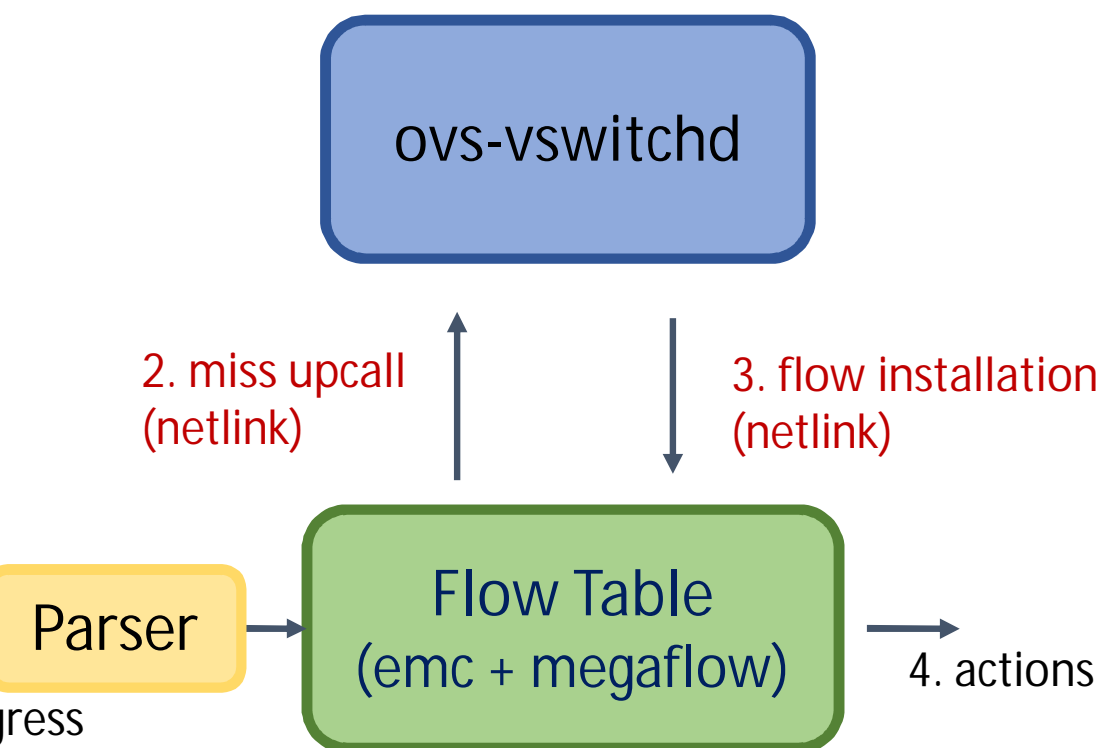 ovs-vswitchd
2. miss upcall
(netlink)
3. flow installation
(netlink)
Parser
Flow Table
(emc + megaflow)
4. actions
gress